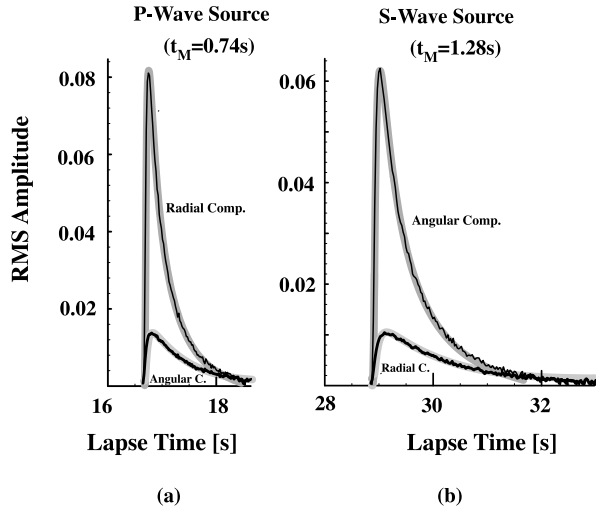 P-Wave Source
(t_M=0.74s)
S-Wave Source
(t_M=1.28s)
RMS Amplitude
0.08
0.06
0.04
0.02
Radial Comp.
Angular C.
16
18
0.06
0.04
0.02
Angular Comp.
Radial C.
28
30
32
Lapse Time [s]
Lapse Time [s]
(a)
(b)